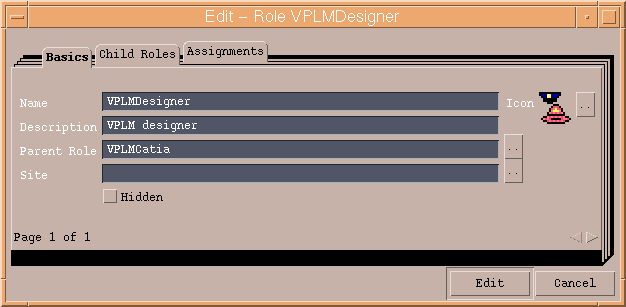 Edit - Role VPLMDesigner
Basics Child Roles Assignments
Name VPLMDesigner Icon ..
Description VPLM designer
Parent Role VPLMCatia ..
Site ..
Hidden
Page 1 of 1
Edit Cancel